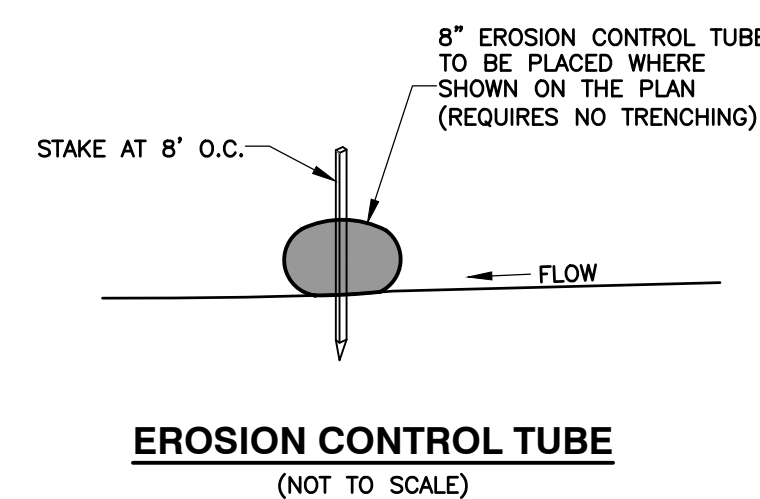 8" EROSION CONTROL TUBE
TO BE PLACED WHERE
SHOWN ON THE PLAN
(REQUIRES NO TRENCHING)
STAKE AT 8' O.C.
FLOW
EROSION CONTROL TUBE
(NOT TO SCALE)